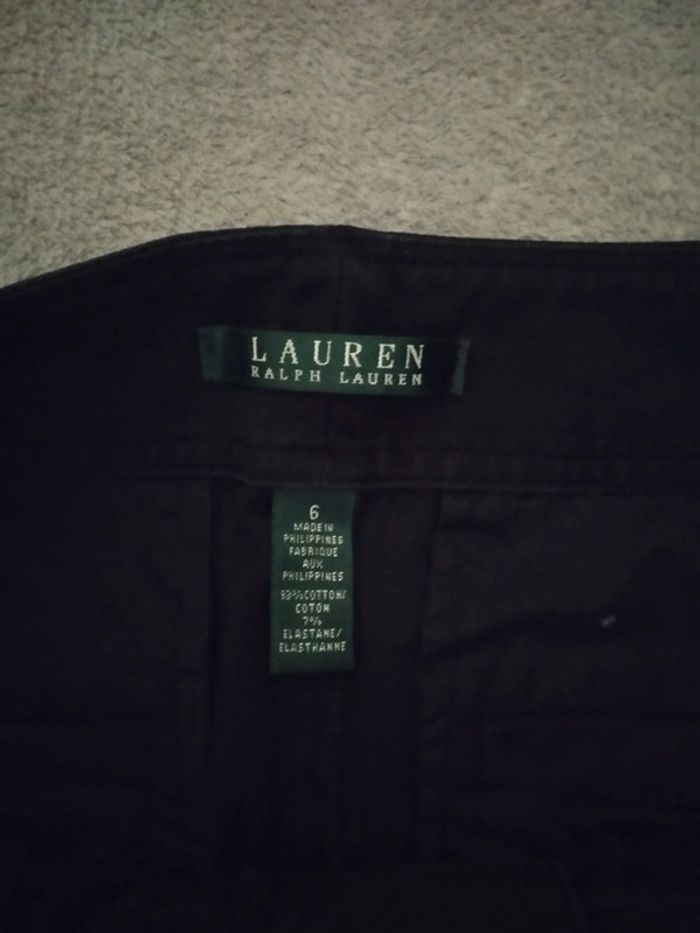 LAUREN
RALPH LAUREN
6
MADE IN
PHILIPPINES
FABRIQUE
AUX
PHILIPPINES
93%COTTON/
COTON
7%
ELASTANE/
ELASTHANNE